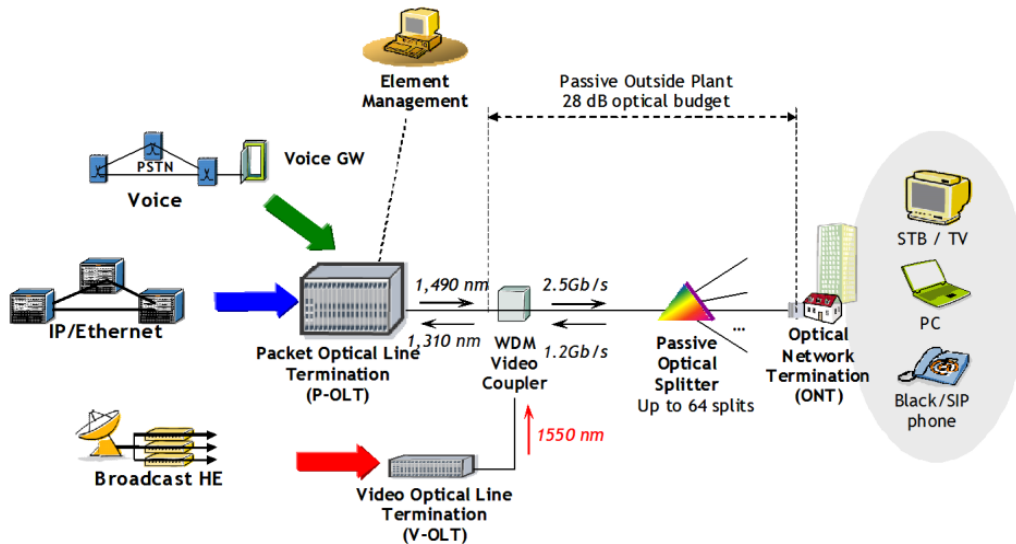 Element
Management
Passive Outside Plant
28 dB optical budget
PSTN
Voice GW
Voice
STB / TV
IP/Ethernet
1,490 nm
2.5Gb/s
1,310 nm
1.2Gb/s
PC
Packet Optical Line
Termination
(P-OLT)
WDM
Video
Coupler
Passive
Optical
Splitter
Up to 64 splits
...
Optical
Network
Termination
(ONT)
Black/SIP
phone
1550 nm
Broadcast HE
Video Optical Line
Termination
(V-OLT)